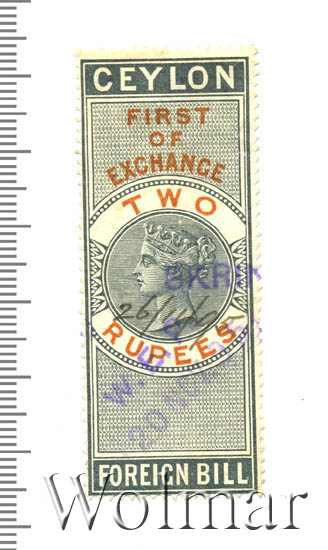 CEYLON
FIRST
OF
EXCHANGE
TWO
RUPEES
FOREIGN BILL
Wolmar